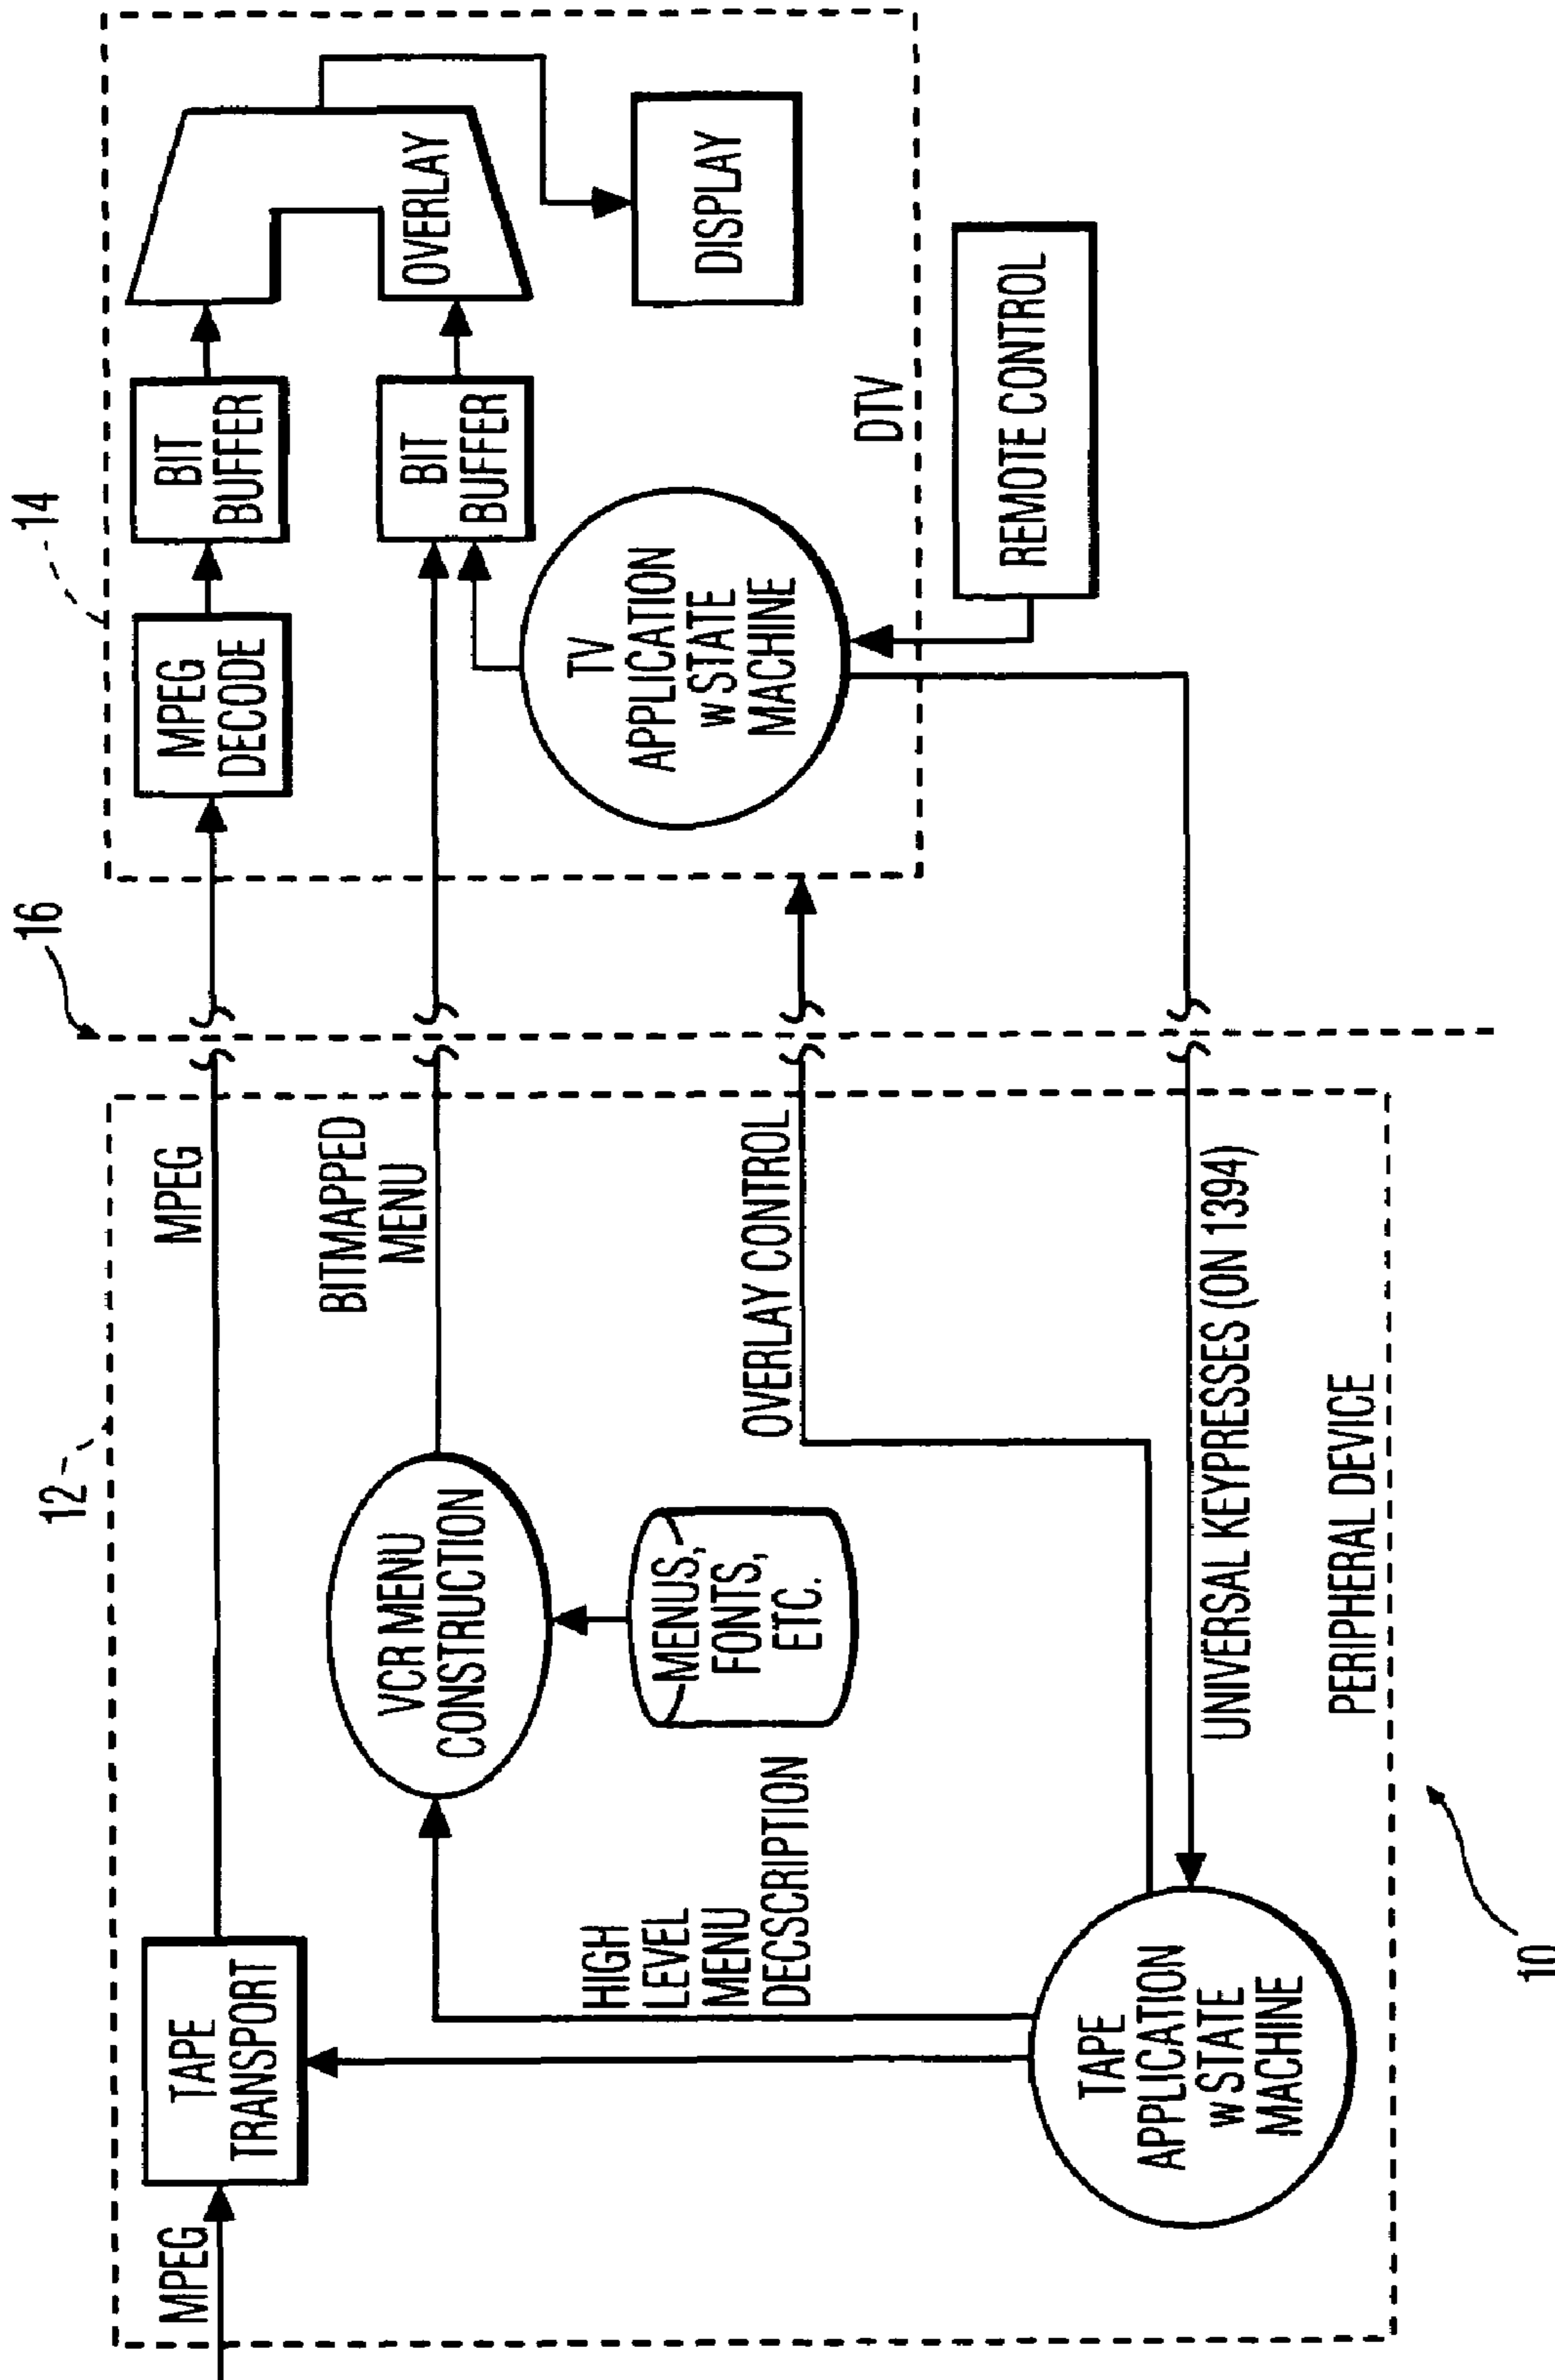 12
14
16
MPEG
TAPE
TRANSPORT
MPEG
MPEG
DECODE
BIT
BUFFER
VCR MENU
CONSTRUCTION
BITMAPPED
MENU
BIT
BUFFER
OVERLAY
HIGH
LEVEL
MENU
DECSCRIPTION
MENUS,
FONTS,
ETC.
OVERLAY CONTROL
TV
APPLICATION
w STATE
MACHINE
DISPLAY
DTV
TAPE
APPLICATION
w STATE
MACHINE
UNIVERSAL KEYPRESSES (ON 1394)
REMOTE CONTROL
PERIPHERAL DEVICE
10